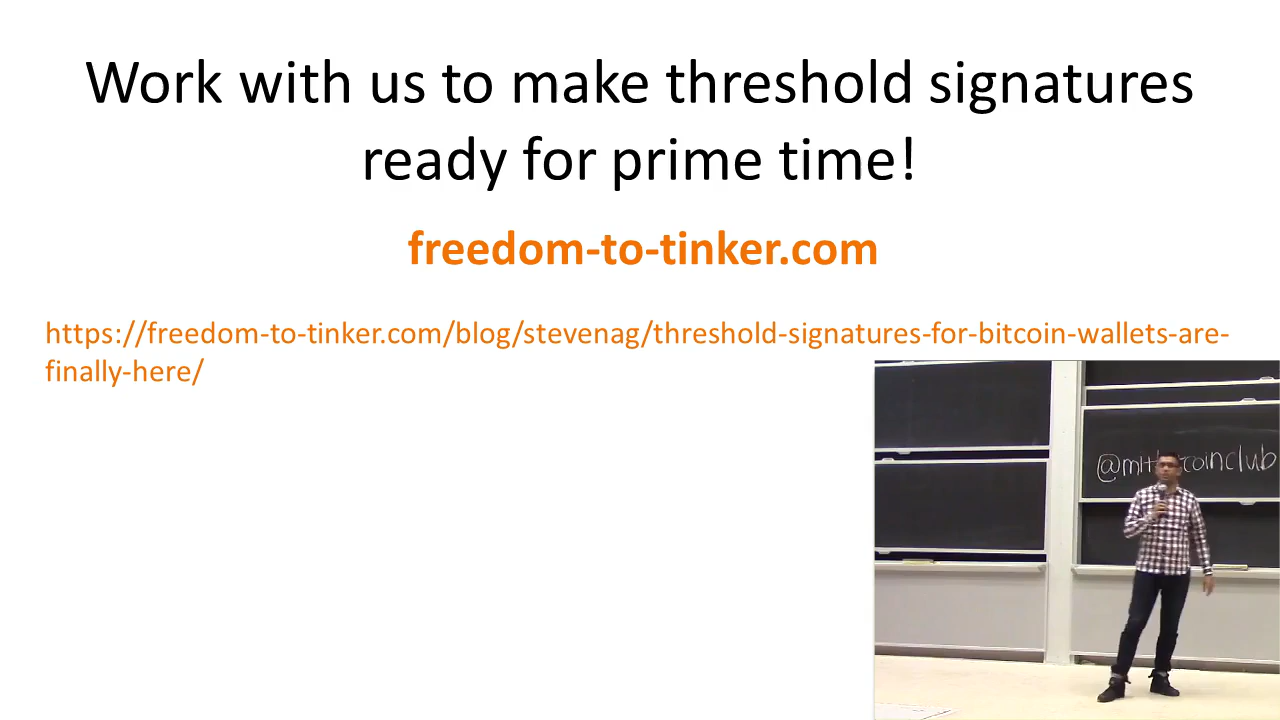 Work with us to make threshold signatures
ready for prime time!
freedom-to-tinker.com
https://freedom-to-tinker.com/blog/stevenag/threshold-signatures-for-bitcoin-wallets-are-
finally-here/